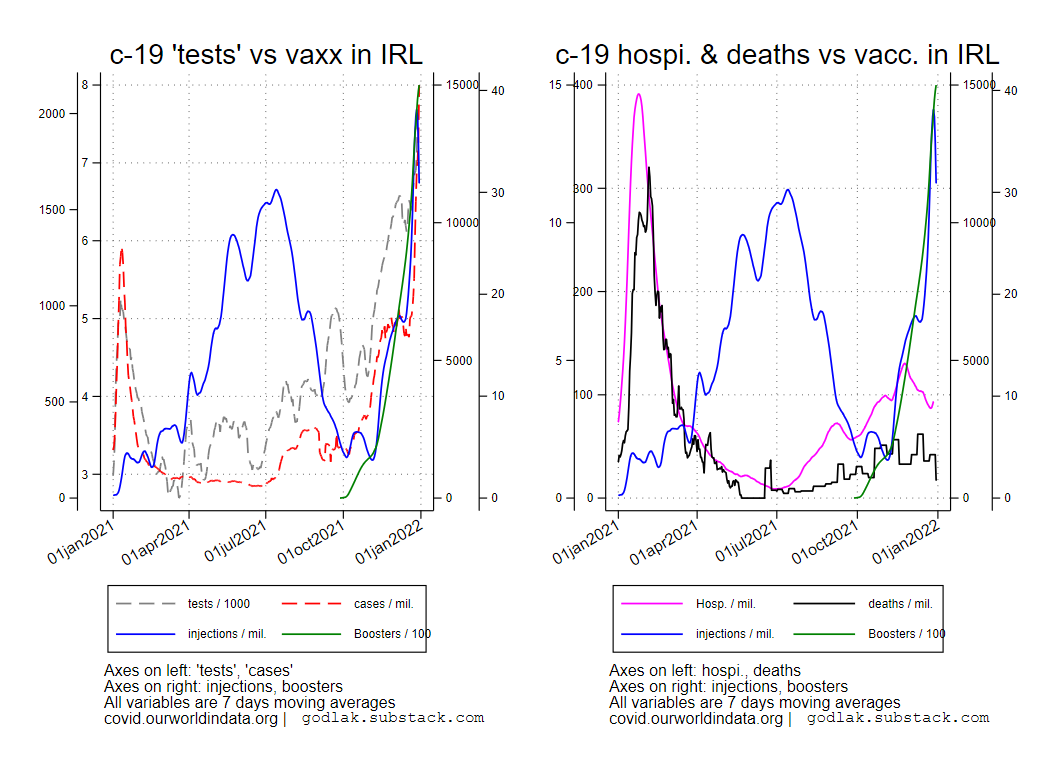 c-19 'tests' vs vaxx in IRL
2000
1500
1000
500
0
8
7
6
5
4
3
15000
10000
5000
0
40
30
20
10
0
01jan2021
01apr2021
01jul2021
01oct2021
01jan2022
tests / 1000
cases / mil.
injections / mil.
Boosters / 100
Axes on left: 'tests', 'cases'
Axes on right: injections, boosters
All variables are 7 days moving averages
covid.ourworldindata.org | godlak.substack.com
c-19 hospi. & deaths vs vacc. in IRL
15
10
5
0
400
300
200
100
0
15000
10000
5000
0
40
30
20
10
0
01jan2021
01apr2021
01jul2021
01oct2021
01jan2022
Hosp. / mil.
deaths / mil.
injections / mil.
Boosters / 100
Axes on left: hospi., deaths
Axes on right: injections, boosters
All variables are 7 days moving averages
covid.ourworldindata.org | godlak.substack.com